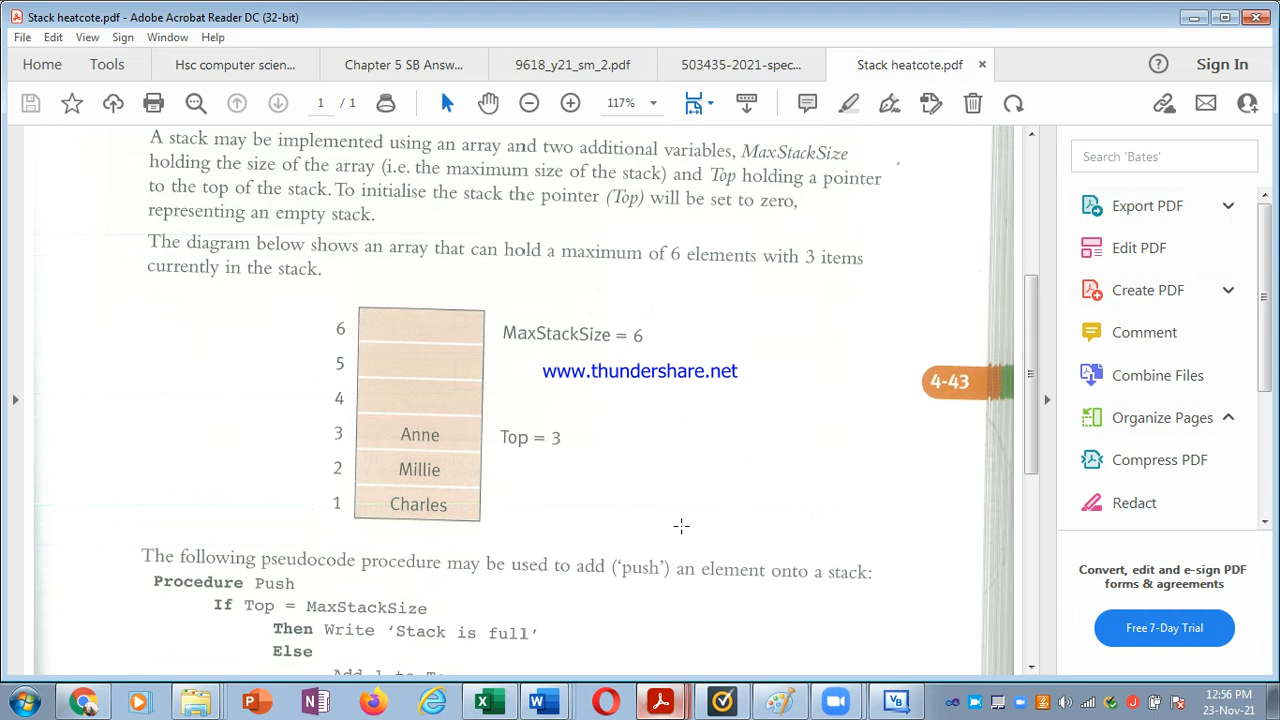 Stack heatcote.pdf - Adobe Acrobat Reader DC (32-bit)
File Edit View Sign Window Help
Home Tools Hsc computer scien... Chapter 5 SB Answ... 9618_y21_sm_2.pdf 503435-2021-spec... Stack heatcote.pdf × Sign In
1 / 1 117%
A stack may be implemented using an array and two additional variables, MaxStackSize
holding the size of the array (i.e. the maximum size of the stack) and Top holding a pointer
to the top of the stack. To initialise the stack the pointer (Top) will be set to zero,
representing an empty stack.
The diagram below shows an array that can hold a maximum of 6 elements with 3 items
currently in the stack.
6 MaxStackSize = 6
www.thundershare.net
5
4
3 Anne Top = 3
2 Millie
1 Charles
4-43
The following pseudocode procedure may be used to add ('push') an element onto a stack:
Procedure Push
If Top = MaxStackSize
Then Write 'Stack is full'
Else
Add 1 to To
Search 'Bates'
Export PDF
Edit PDF
Create PDF
Comment
Combine Files
Organize Pages
Compress PDF
Redact
Convert, edit and e-sign PDF
forms & agreements
Free 7-Day Trial
12:56 PM
23-Nov-21